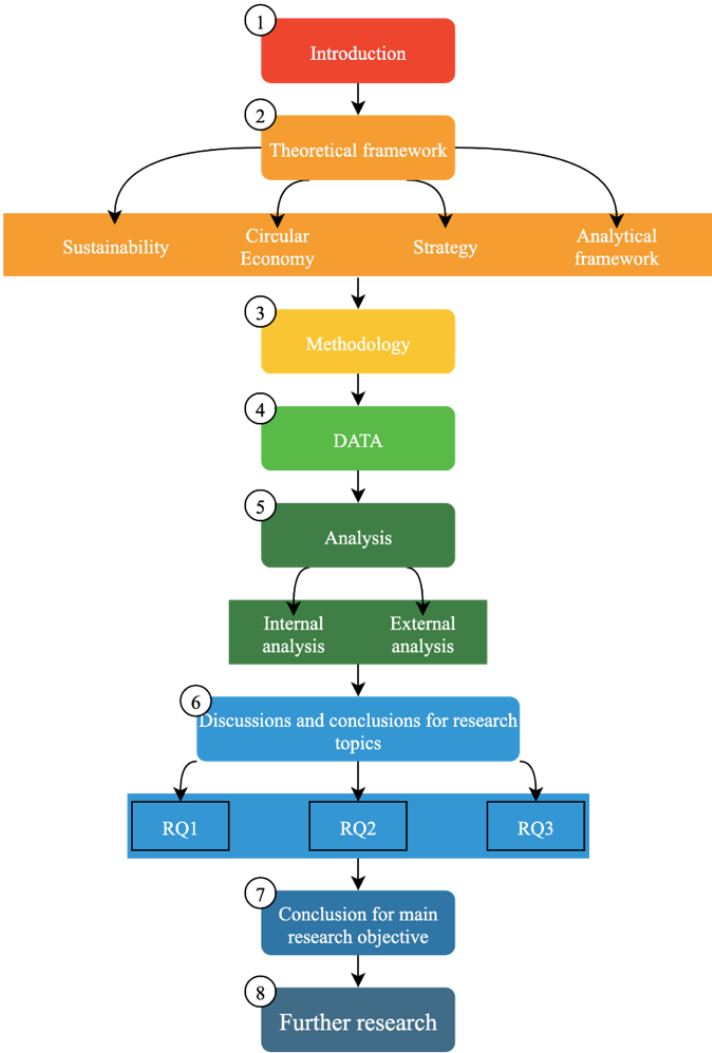 1
Introduction
2
Theoretical framework
Sustainability
Circular
Economy
Strategy
Analytical
framework
3
Methodology
4
DATA
5
Analysis
Internal
analysis
External
analysis
6
Discussions and conclusions for research
topics
RQ1
RQ2
RQ3
7
Conclusion for main
research objective
8
Further research